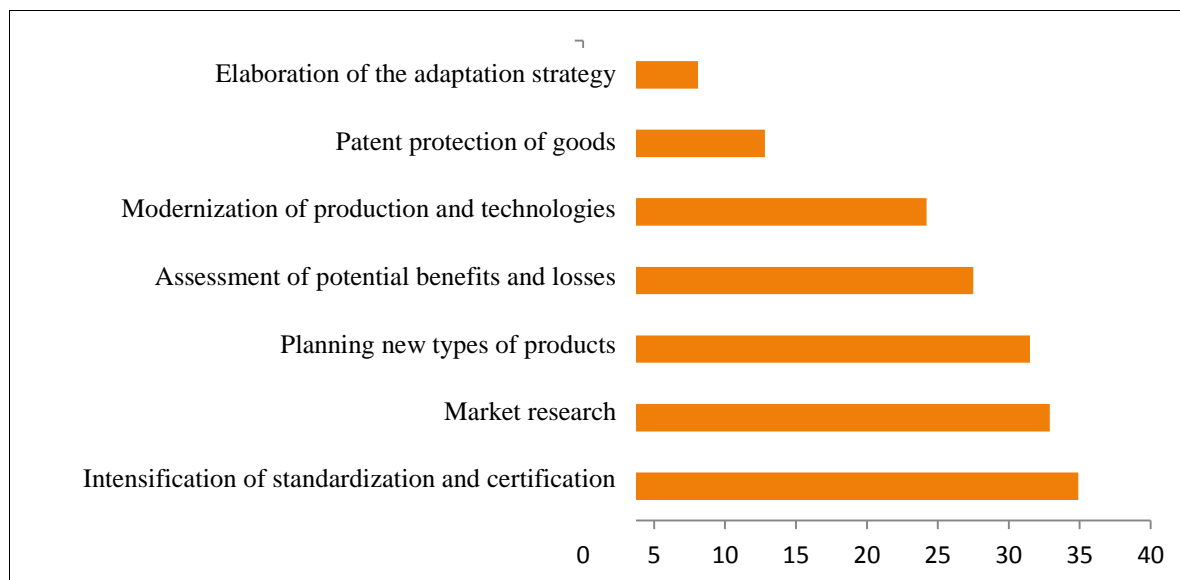 Elaboration of the adaptation strategy
Patent protection of goods
Modernization of production and technologies
Assessment of potential benefits and losses
Planning new types of products
Market research
Intensification of standardization and certification
0 5 10 15 20 25 30 35 40